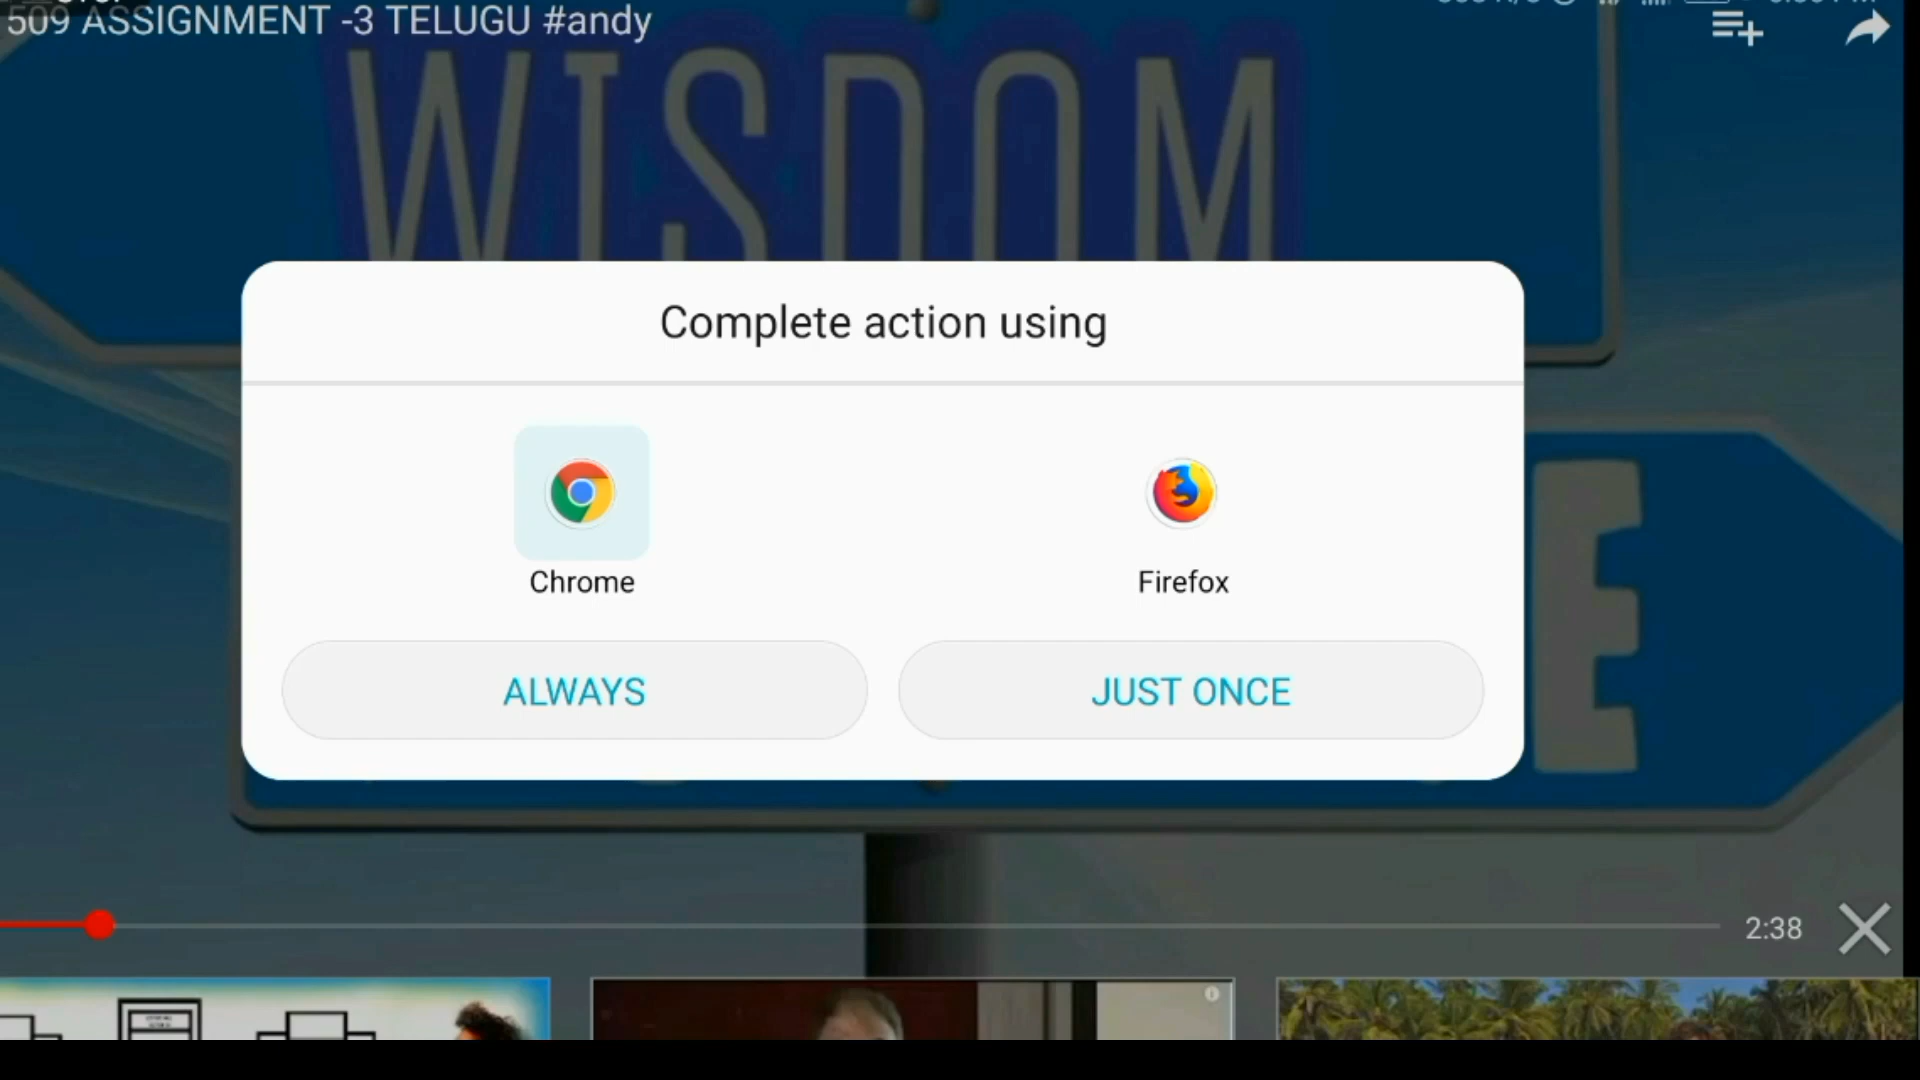 509 ASSIGNMENT -3 TELUGU #andy
WISDOM
Complete action using
Chrome
Firefox
ALWAYS
JUST ONCE
E
2:38